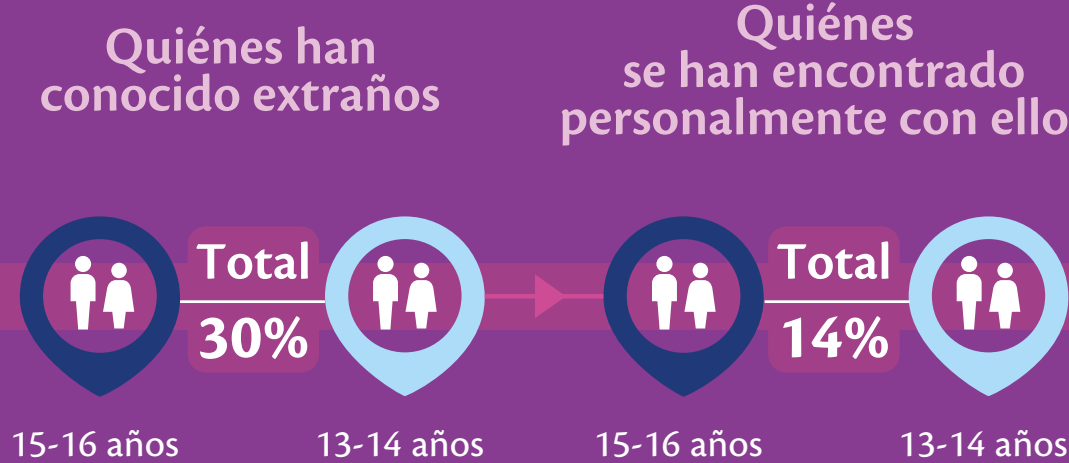 Quiénes han
conocido extraños
Quiénes
se han encontrado
personalmente con ello
Total
30%
15-16 años
13-14 años
Total
14%
15-16 años
13-14 años